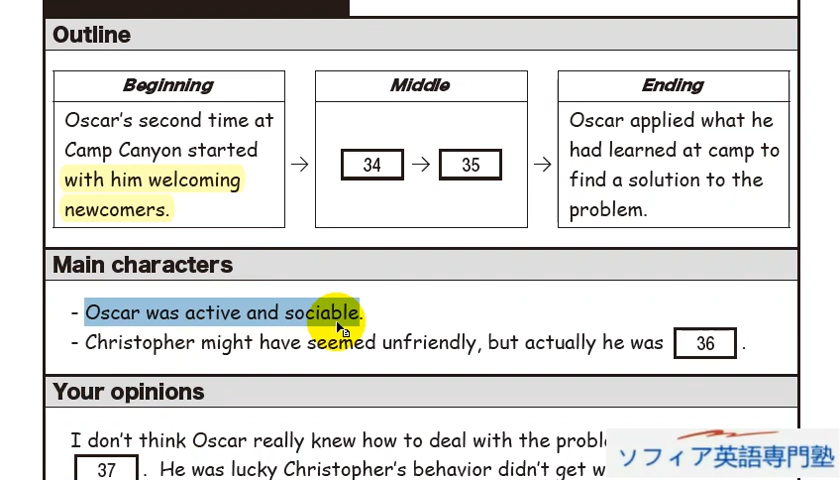 Outline
Beginning
Oscar's second time at
Camp Canyon started
with him welcoming
newcomers.
→
Middle
34 → 35
→
Ending
Oscar applied what he
had learned at camp to
find a solution to the
problem.
Main characters
- Oscar was active and sociable.
- Christopher might have seemed unfriendly, but actually he was 36 .
Your opinions
I don't think Oscar really knew how to deal with the
37 . He was lucky Christopher's behavior didn't get
ソフィア英語専門塾